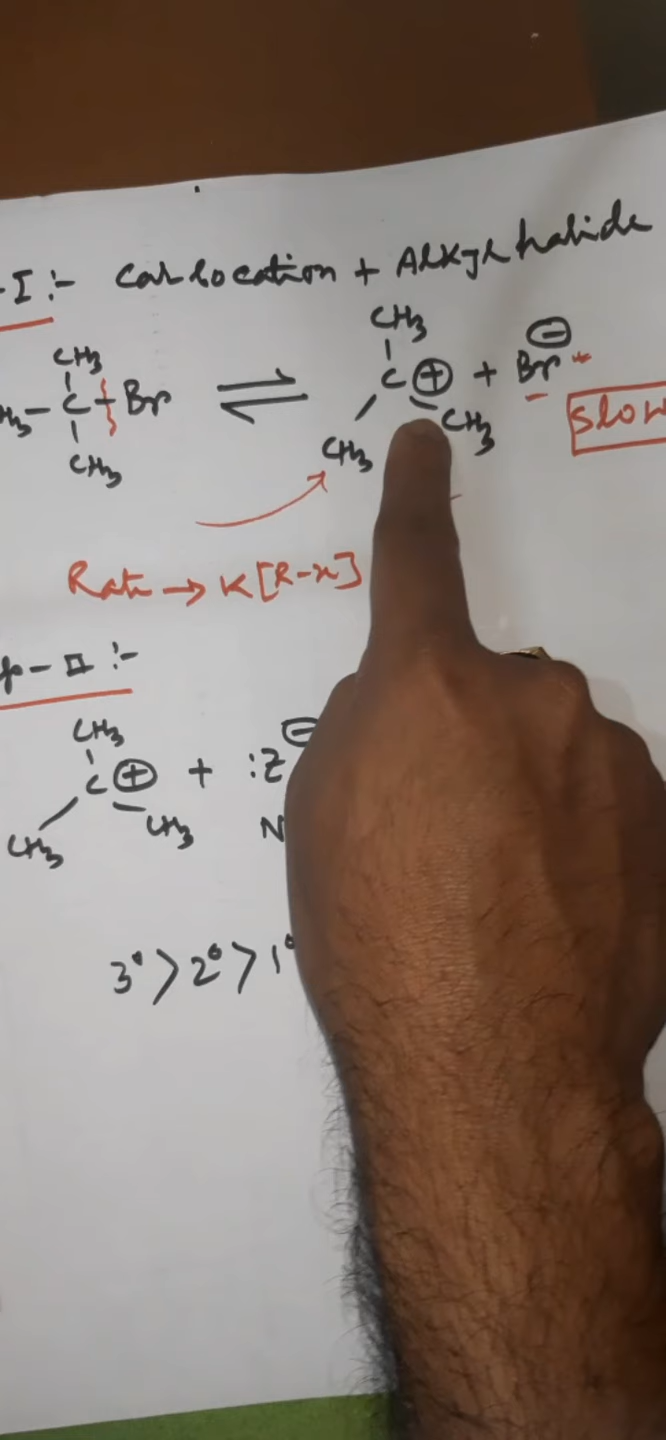 -I :- Carbocation + Alkyl halide
CH3 CH3
CH3-C-Br ⇌ C⊕ + Br⊖
CH3 CH3 CH3 Slow
Rate → K[R-x]
p-II :-
CH3
C⊕ + :Z⊖
CH3 CH3 N
3° > 2° > 1°